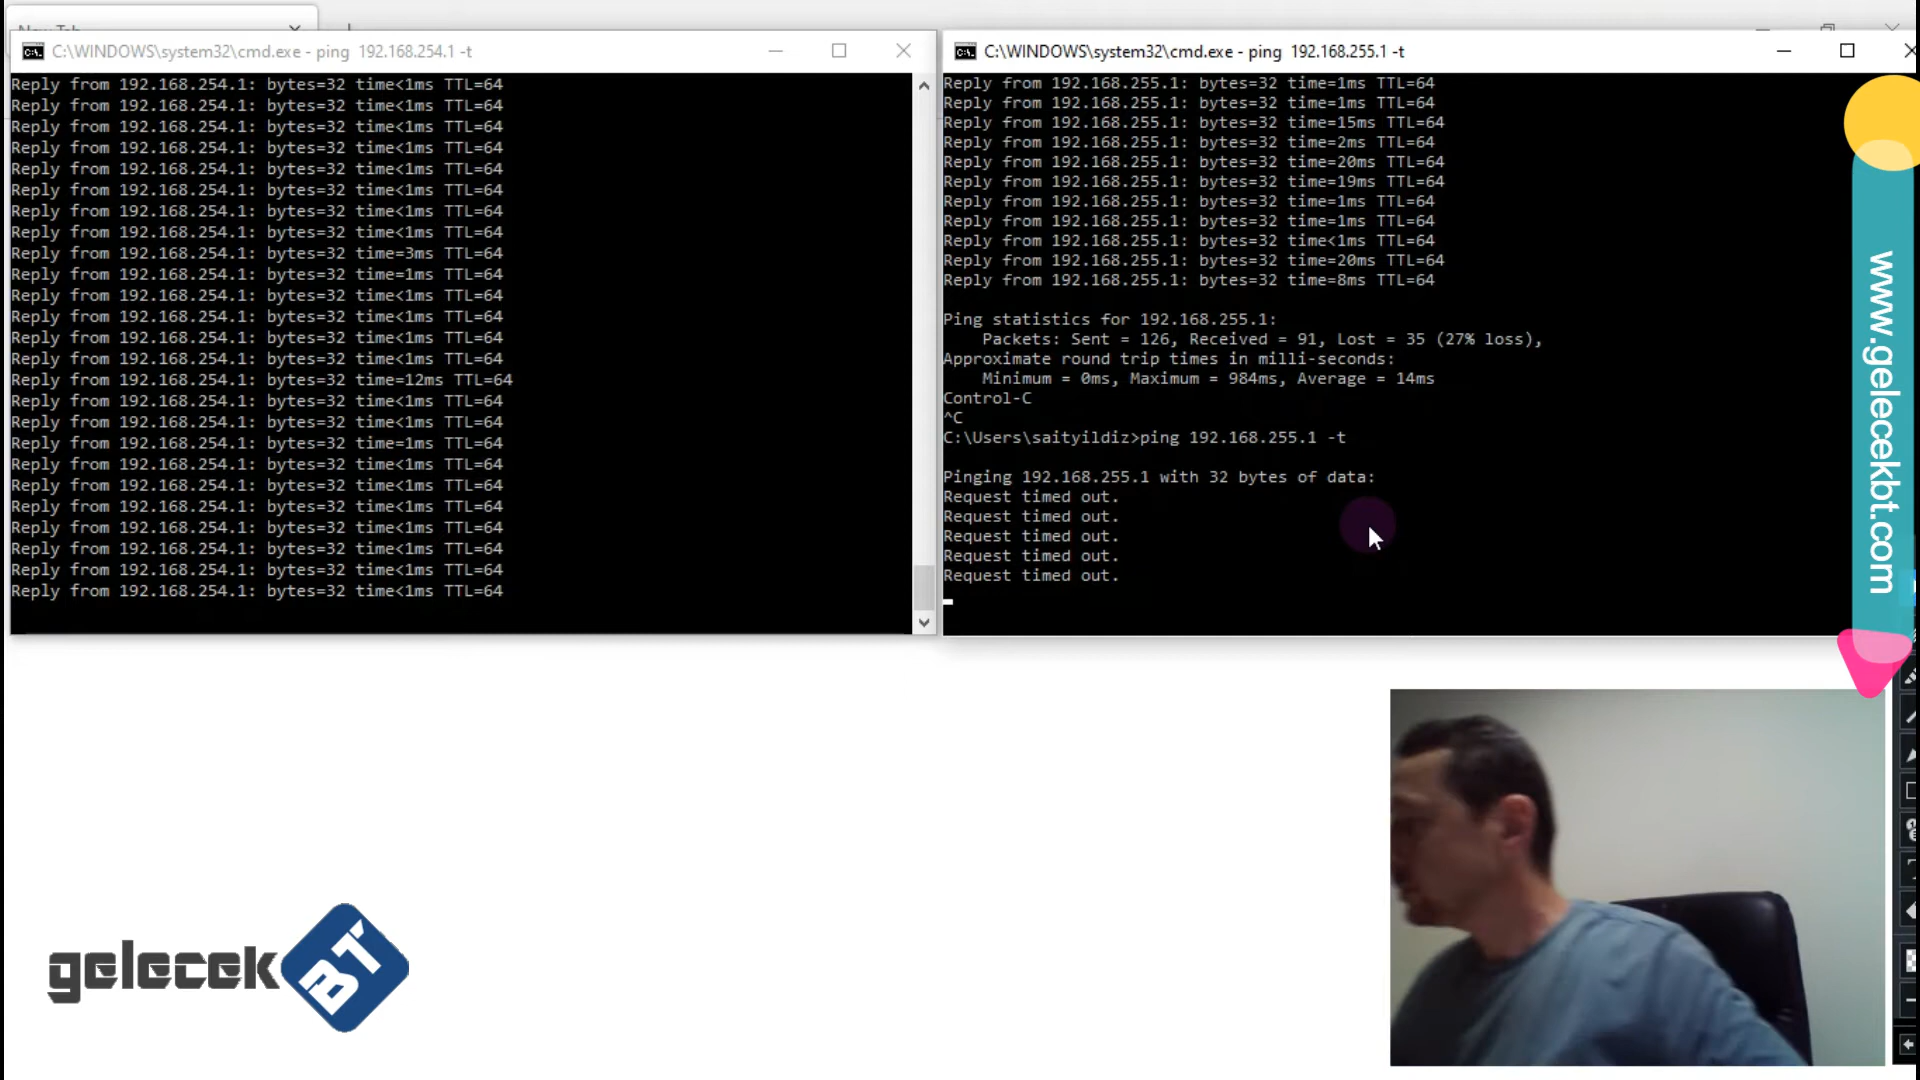 New Tab
C:\WINDOWS\system32\cmd.exe - ping 192.168.254.1 -t
Reply from 192.168.254.1: bytes=32 time<1ms TTL=64
Reply from 192.168.254.1: bytes=32 time<1ms TTL=64
Reply from 192.168.254.1: bytes=32 time<1ms TTL=64
Reply from 192.168.254.1: bytes=32 time<1ms TTL=64
Reply from 192.168.254.1: bytes=32 time<1ms TTL=64
Reply from 192.168.254.1: bytes=32 time<1ms TTL=64
Reply from 192.168.254.1: bytes=32 time<1ms TTL=64
Reply from 192.168.254.1: bytes=32 time<1ms TTL=64
Reply from 192.168.254.1: bytes=32 time=3ms TTL=64
Reply from 192.168.254.1: bytes=32 time=1ms TTL=64
Reply from 192.168.254.1: bytes=32 time<1ms TTL=64
Reply from 192.168.254.1: bytes=32 time<1ms TTL=64
Reply from 192.168.254.1: bytes=32 time<1ms TTL=64
Reply from 192.168.254.1: bytes=32 time<1ms TTL=64
Reply from 192.168.254.1: bytes=32 time=12ms TTL=64
Reply from 192.168.254.1: bytes=32 time<1ms TTL=64
Reply from 192.168.254.1: bytes=32 time<1ms TTL=64
Reply from 192.168.254.1: bytes=32 time=1ms TTL=64
Reply from 192.168.254.1: bytes=32 time<1ms TTL=64
Reply from 192.168.254.1: bytes=32 time<1ms TTL=64
Reply from 192.168.254.1: bytes=32 time<1ms TTL=64
Reply from 192.168.254.1: bytes=32 time<1ms TTL=64
Reply from 192.168.254.1: bytes=32 time<1ms TTL=64
Reply from 192.168.254.1: bytes=32 time<1ms TTL=64
Reply from 192.168.254.1: bytes=32 time<1ms TTL=64
C:\WINDOWS\system32\cmd.exe - ping 192.168.255.1 -t
Reply from 192.168.255.1: bytes=32 time=1ms TTL=64
Reply from 192.168.255.1: bytes=32 time=1ms TTL=64
Reply from 192.168.255.1: bytes=32 time=15ms TTL=64
Reply from 192.168.255.1: bytes=32 time=2ms TTL=64
Reply from 192.168.255.1: bytes=32 time=20ms TTL=64
Reply from 192.168.255.1: bytes=32 time=19ms TTL=64
Reply from 192.168.255.1: bytes=32 time=1ms TTL=64
Reply from 192.168.255.1: bytes=32 time=1ms TTL=64
Reply from 192.168.255.1: bytes=32 time<1ms TTL=64
Reply from 192.168.255.1: bytes=32 time=20ms TTL=64
Reply from 192.168.255.1: bytes=32 time=8ms TTL=64
Ping statistics for 192.168.255.1:
Packets: Sent = 126, Received = 91, Lost = 35 (27% loss),
Approximate round trip times in milli-seconds:
Minimum = 0ms, Maximum = 984ms, Average = 14ms
Control-C
^C
C:\Users\saityildiz>ping 192.168.255.1 -t
Pinging 192.168.255.1 with 32 bytes of data:
Request timed out.
Request timed out.
Request timed out.
Request timed out.
Request timed out.
www.gelecekbt.com
gelecek BT